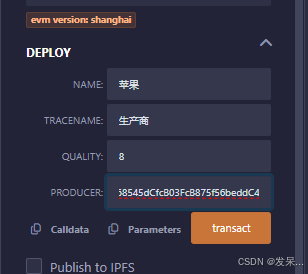 evm version: shanghai
DEPLOY
NAME: 苹果
TRACENAME: 生产商
QUALITY: 8
PRODUCER: 58545dCfcB03FcB875f56beddC4
Calldata Parameters transact
Publish to IPFS
CSDN @发呆...